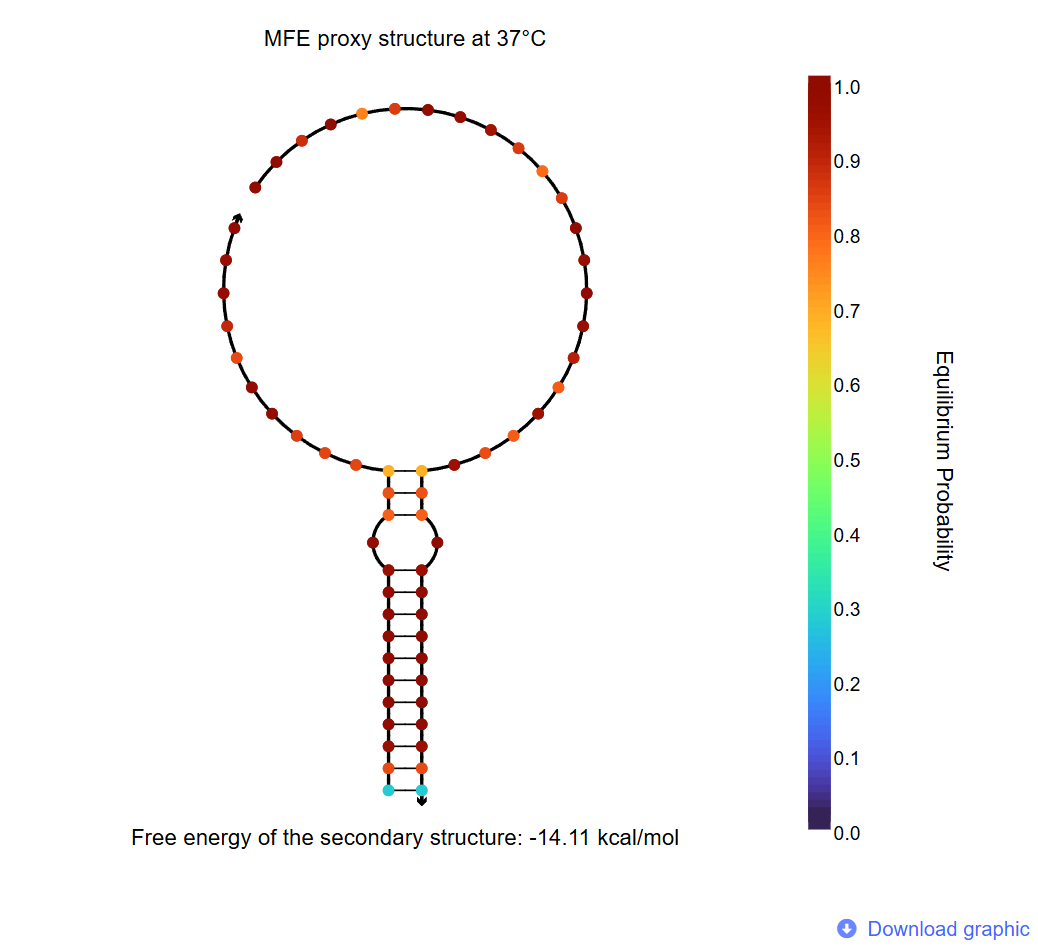 MFE proxy structure at 37°C
1.0
0.9
0.8
0.7
0.6
0.5
0.4
0.3
0.2
0.1
0.0
Equilibrium Probability
Free energy of the secondary structure: -14.11 kcal/mol
Download graphic